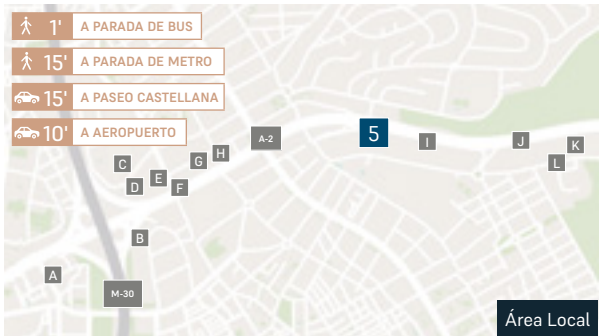 1' A PARADA DE BUS
15' A PARADA DE METRO
15' A PASEO CASTELLANA
10' A AEROPUERTO
A-2
5
I
J
K
L
H
G
C
E
D
F
B
A
M-30
Área Local